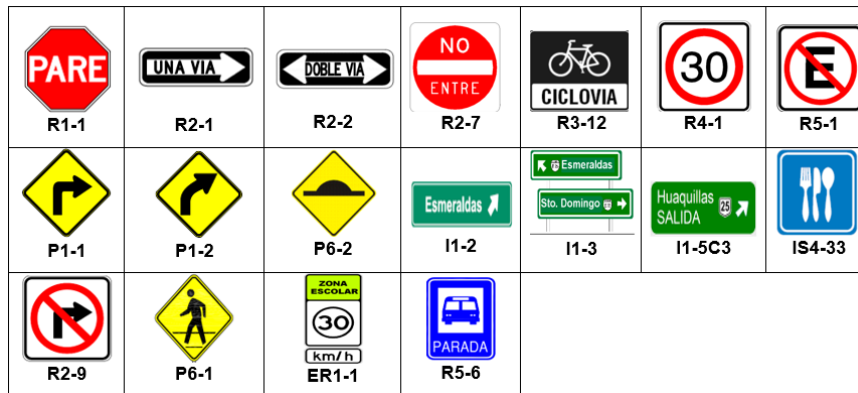 PARE
R1-1
UNA VIA
R2-1
DOBLE VIA
R2-2
NO
ENTRE
R2-7
CICLOVIA
R3-12
30
R4-1
E
R5-1
P1-1
P1-2
P6-2
Esmeraldas
I1-2
Esmeraldas
Sto. Domingo
I1-3
Huaquillas
SALIDA 25
I1-5C3
IS4-33
R2-9
P6-1
ZONA
ESCOLAR
30
km/h
ER1-1
PARADA
R5-6